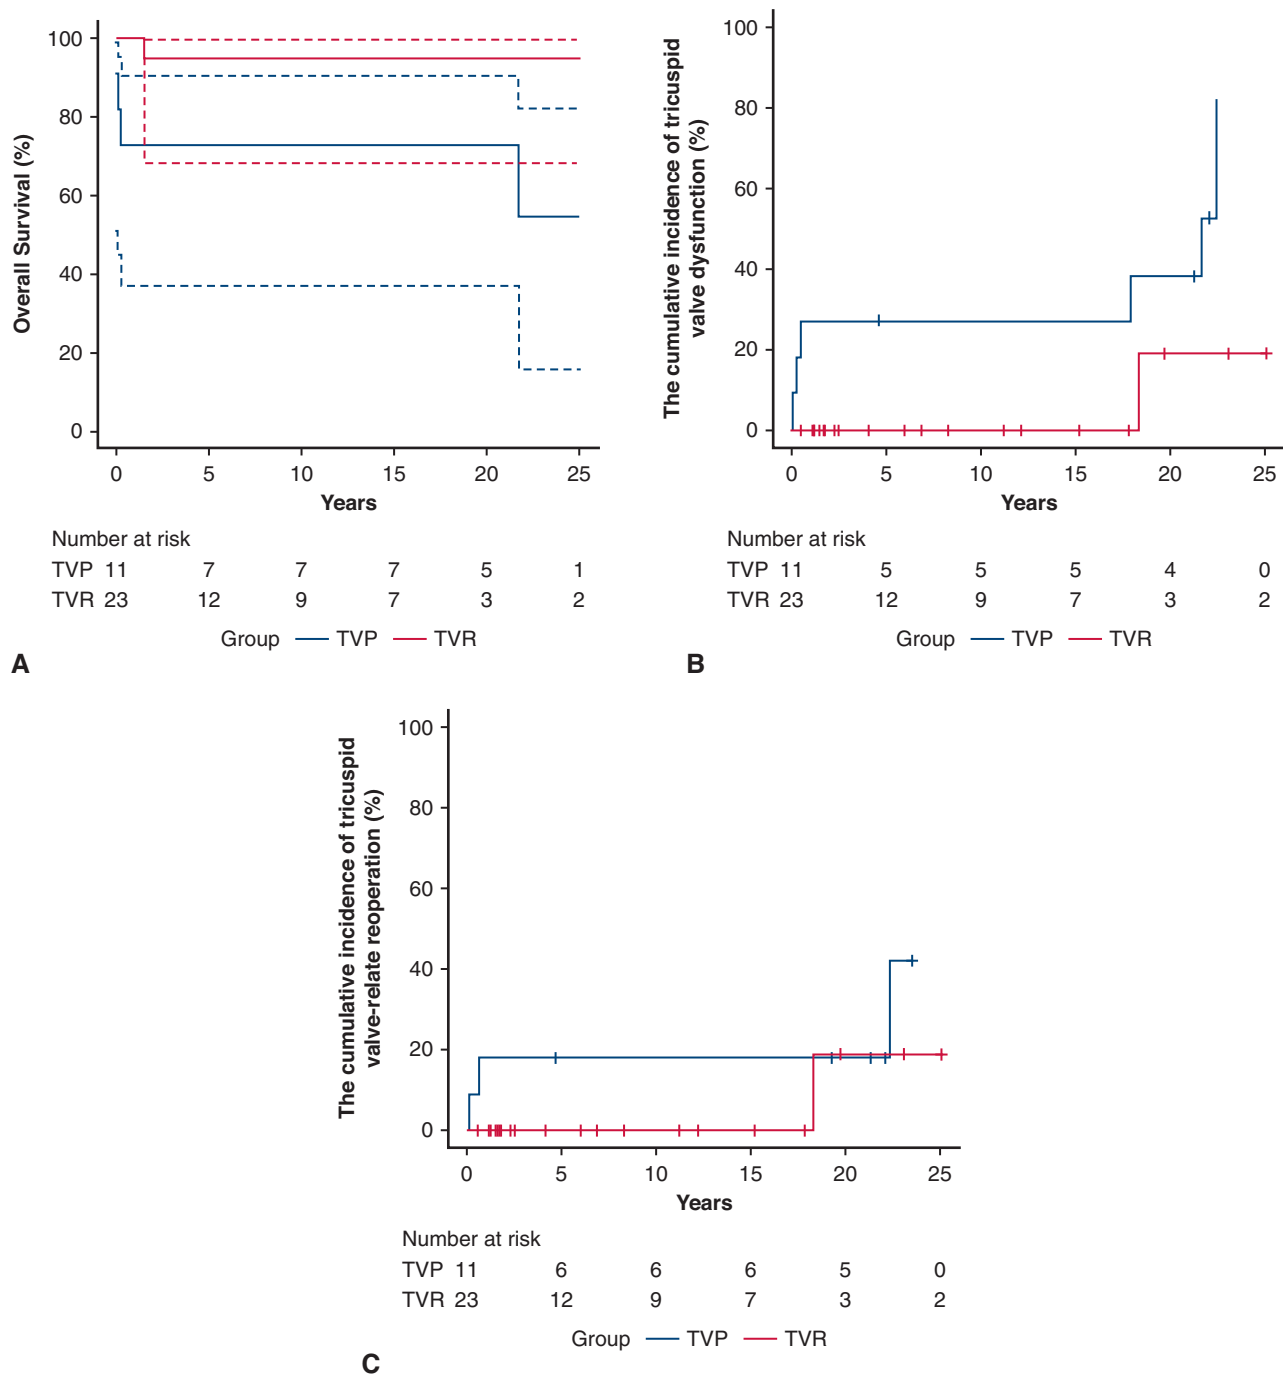 Overall Survival (%)
100
80
60
40
20
0
0 5 10 15 20 25
Years
Number at risk
TVP 11 7 7 7 5 1
TVR 23 12 9 7 3 2
Group TVP TVR
A
The cumulative incidence of tricuspid
valve dysfunction (%)
100
80
60
40
20
0
0 5 10 15 20 25
Years
Number at risk
TVP 11 5 5 5 4 0
TVR 23 12 9 7 3 2
Group TVP TVR
B
The cumulative incidence of tricuspid
valve-relate reoperation (%)
100
80
60
40
20
0
0 5 10 15 20 25
Years
Number at risk
TVP 11 6 6 6 5 0
TVR 23 12 9 7 3 2
Group TVP TVR
C